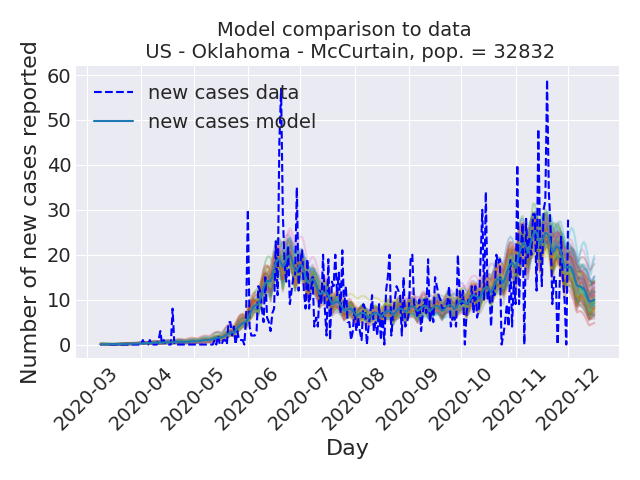 Model comparison to data
US - Oklahoma - McCurtain, pop. = 32832
Number of new cases reported
60
50
40
30
20
10
0
new cases data
new cases model
2020-03
2020-04
2020-05
2020-06
2020-07
2020-08
2020-09
2020-10
2020-11
2020-12
Day